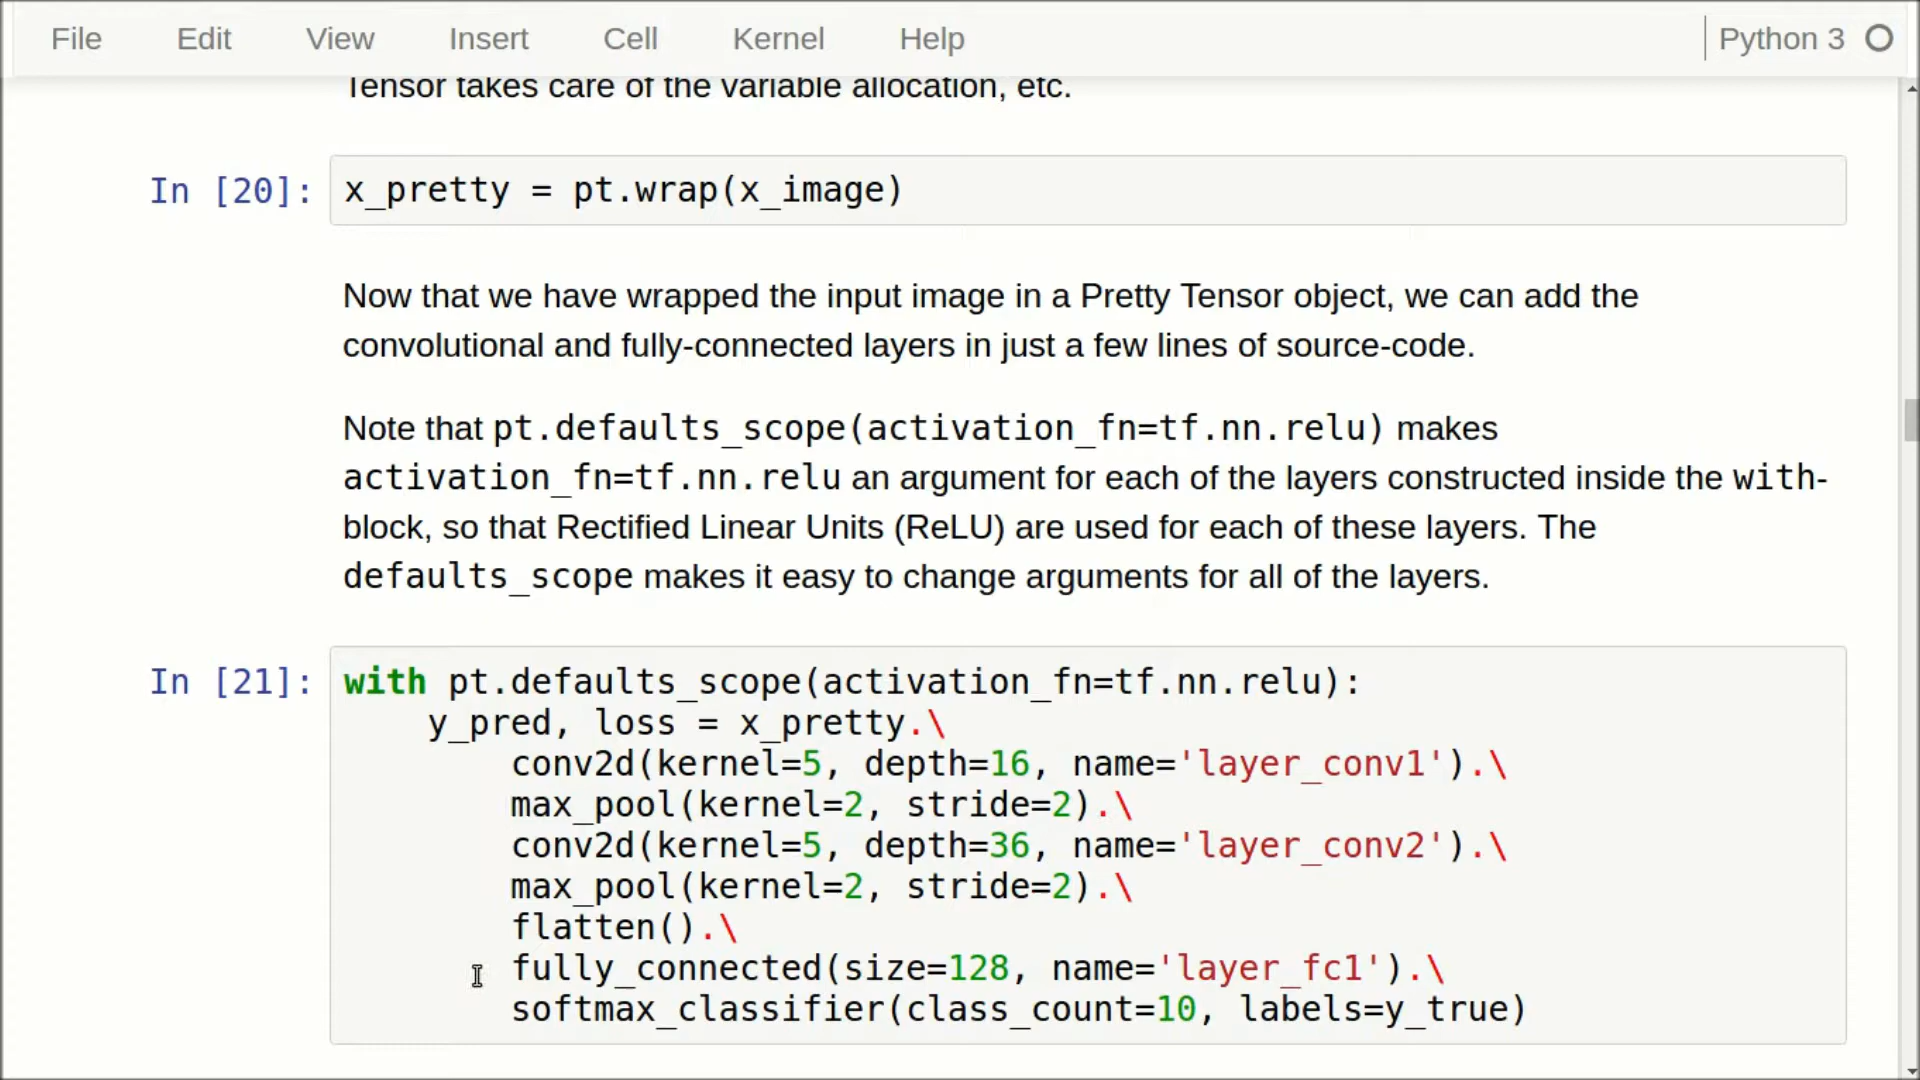 File Edit View Insert Cell Kernel Help Python 3
Tensor takes care of the variable allocation, etc.
In [20]: x_pretty = pt.wrap(x_image)
Now that we have wrapped the input image in a Pretty Tensor object, we can add the
convolutional and fully-connected layers in just a few lines of source-code.
Note that pt.defaults_scope(activation_fn=tf.nn.relu) makes
activation_fn=tf.nn.relu an argument for each of the layers constructed inside the with-
block, so that Rectified Linear Units (ReLU) are used for each of these layers. The
defaults_scope makes it easy to change arguments for all of the layers.
In [21]: with pt.defaults_scope(activation_fn=tf.nn.relu):
    y_pred, loss = x_pretty.\
        conv2d(kernel=5, depth=16, name='layer_conv1').\
        max_pool(kernel=2, stride=2).\
        conv2d(kernel=5, depth=36, name='layer_conv2').\
        max_pool(kernel=2, stride=2).\
        flatten().\
        fully_connected(size=128, name='layer_fc1').\
        softmax_classifier(class_count=10, labels=y_true)